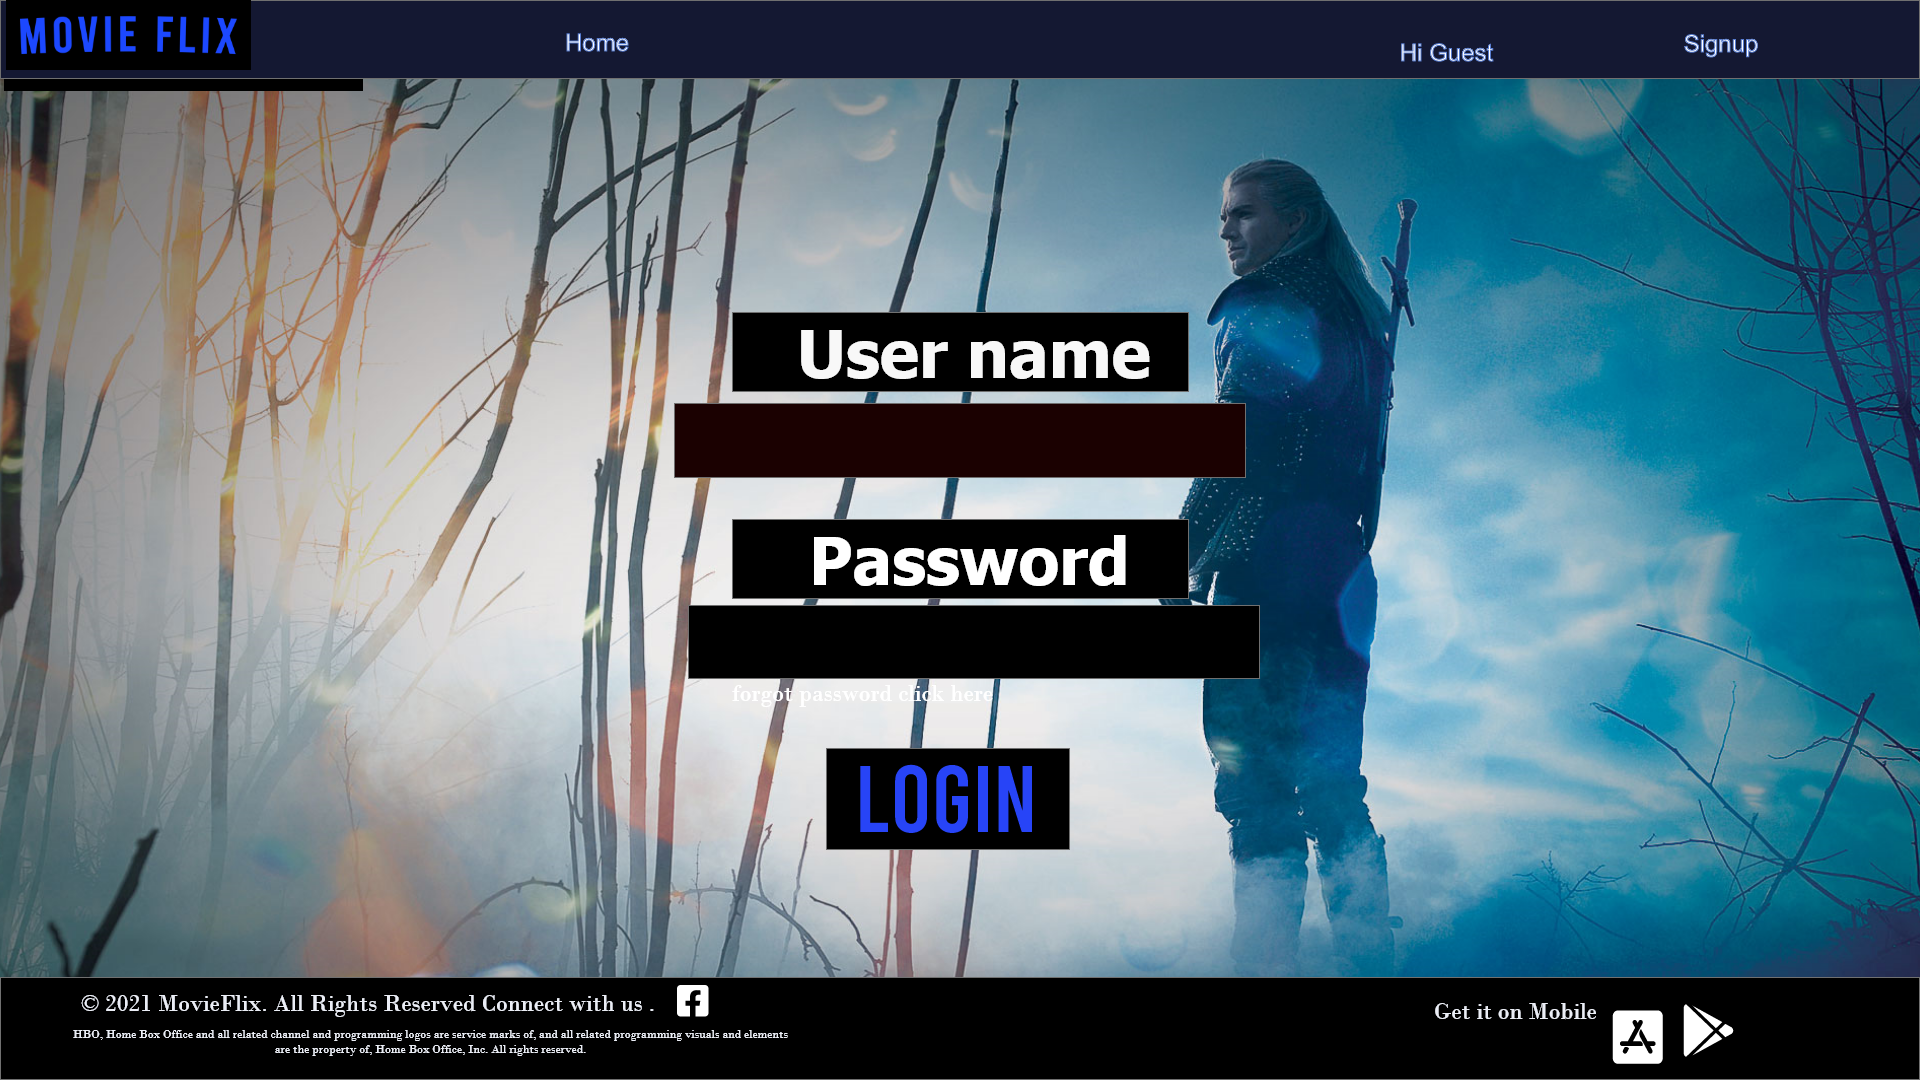 MOVIE FLIX
Home
Hi Guest
Signup
User name
Password
forgot password click here
LOGIN
© 2021 MovieFlix. All Rights Reserved Connect with us .
HBO, Home Box Office and all related channel and programming logos are service marks of, and all related programming visuals and elements
are the property of, Home Box Office, Inc. All rights reserved.
Get it on Mobile